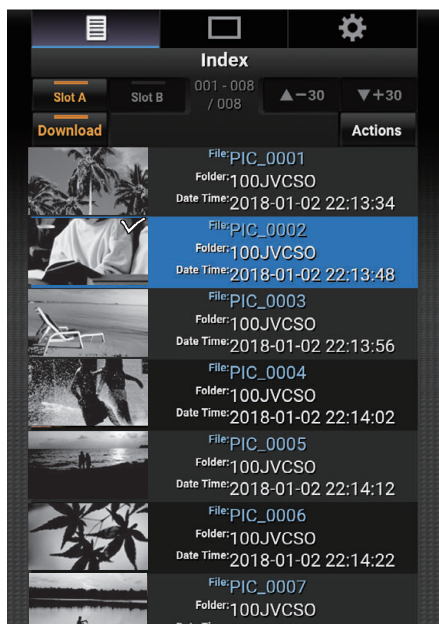 Index
Slot A
Slot B
001 - 008
/ 008
▲−30
▼+30
Download
Actions
File:PIC_0001
Folder:100JVCSO
Date Time:2018-01-02 22:13:34
File:PIC_0002
Folder:100JVCSO
Date Time:2018-01-02 22:13:48
File:PIC_0003
Folder:100JVCSO
Date Time:2018-01-02 22:13:56
File:PIC_0004
Folder:100JVCSO
Date Time:2018-01-02 22:14:02
File:PIC_0005
Folder:100JVCSO
Date Time:2018-01-02 22:14:12
File:PIC_0006
Folder:100JVCSO
Date Time:2018-01-02 22:14:22
File:PIC_0007
Folder:100JVCSO